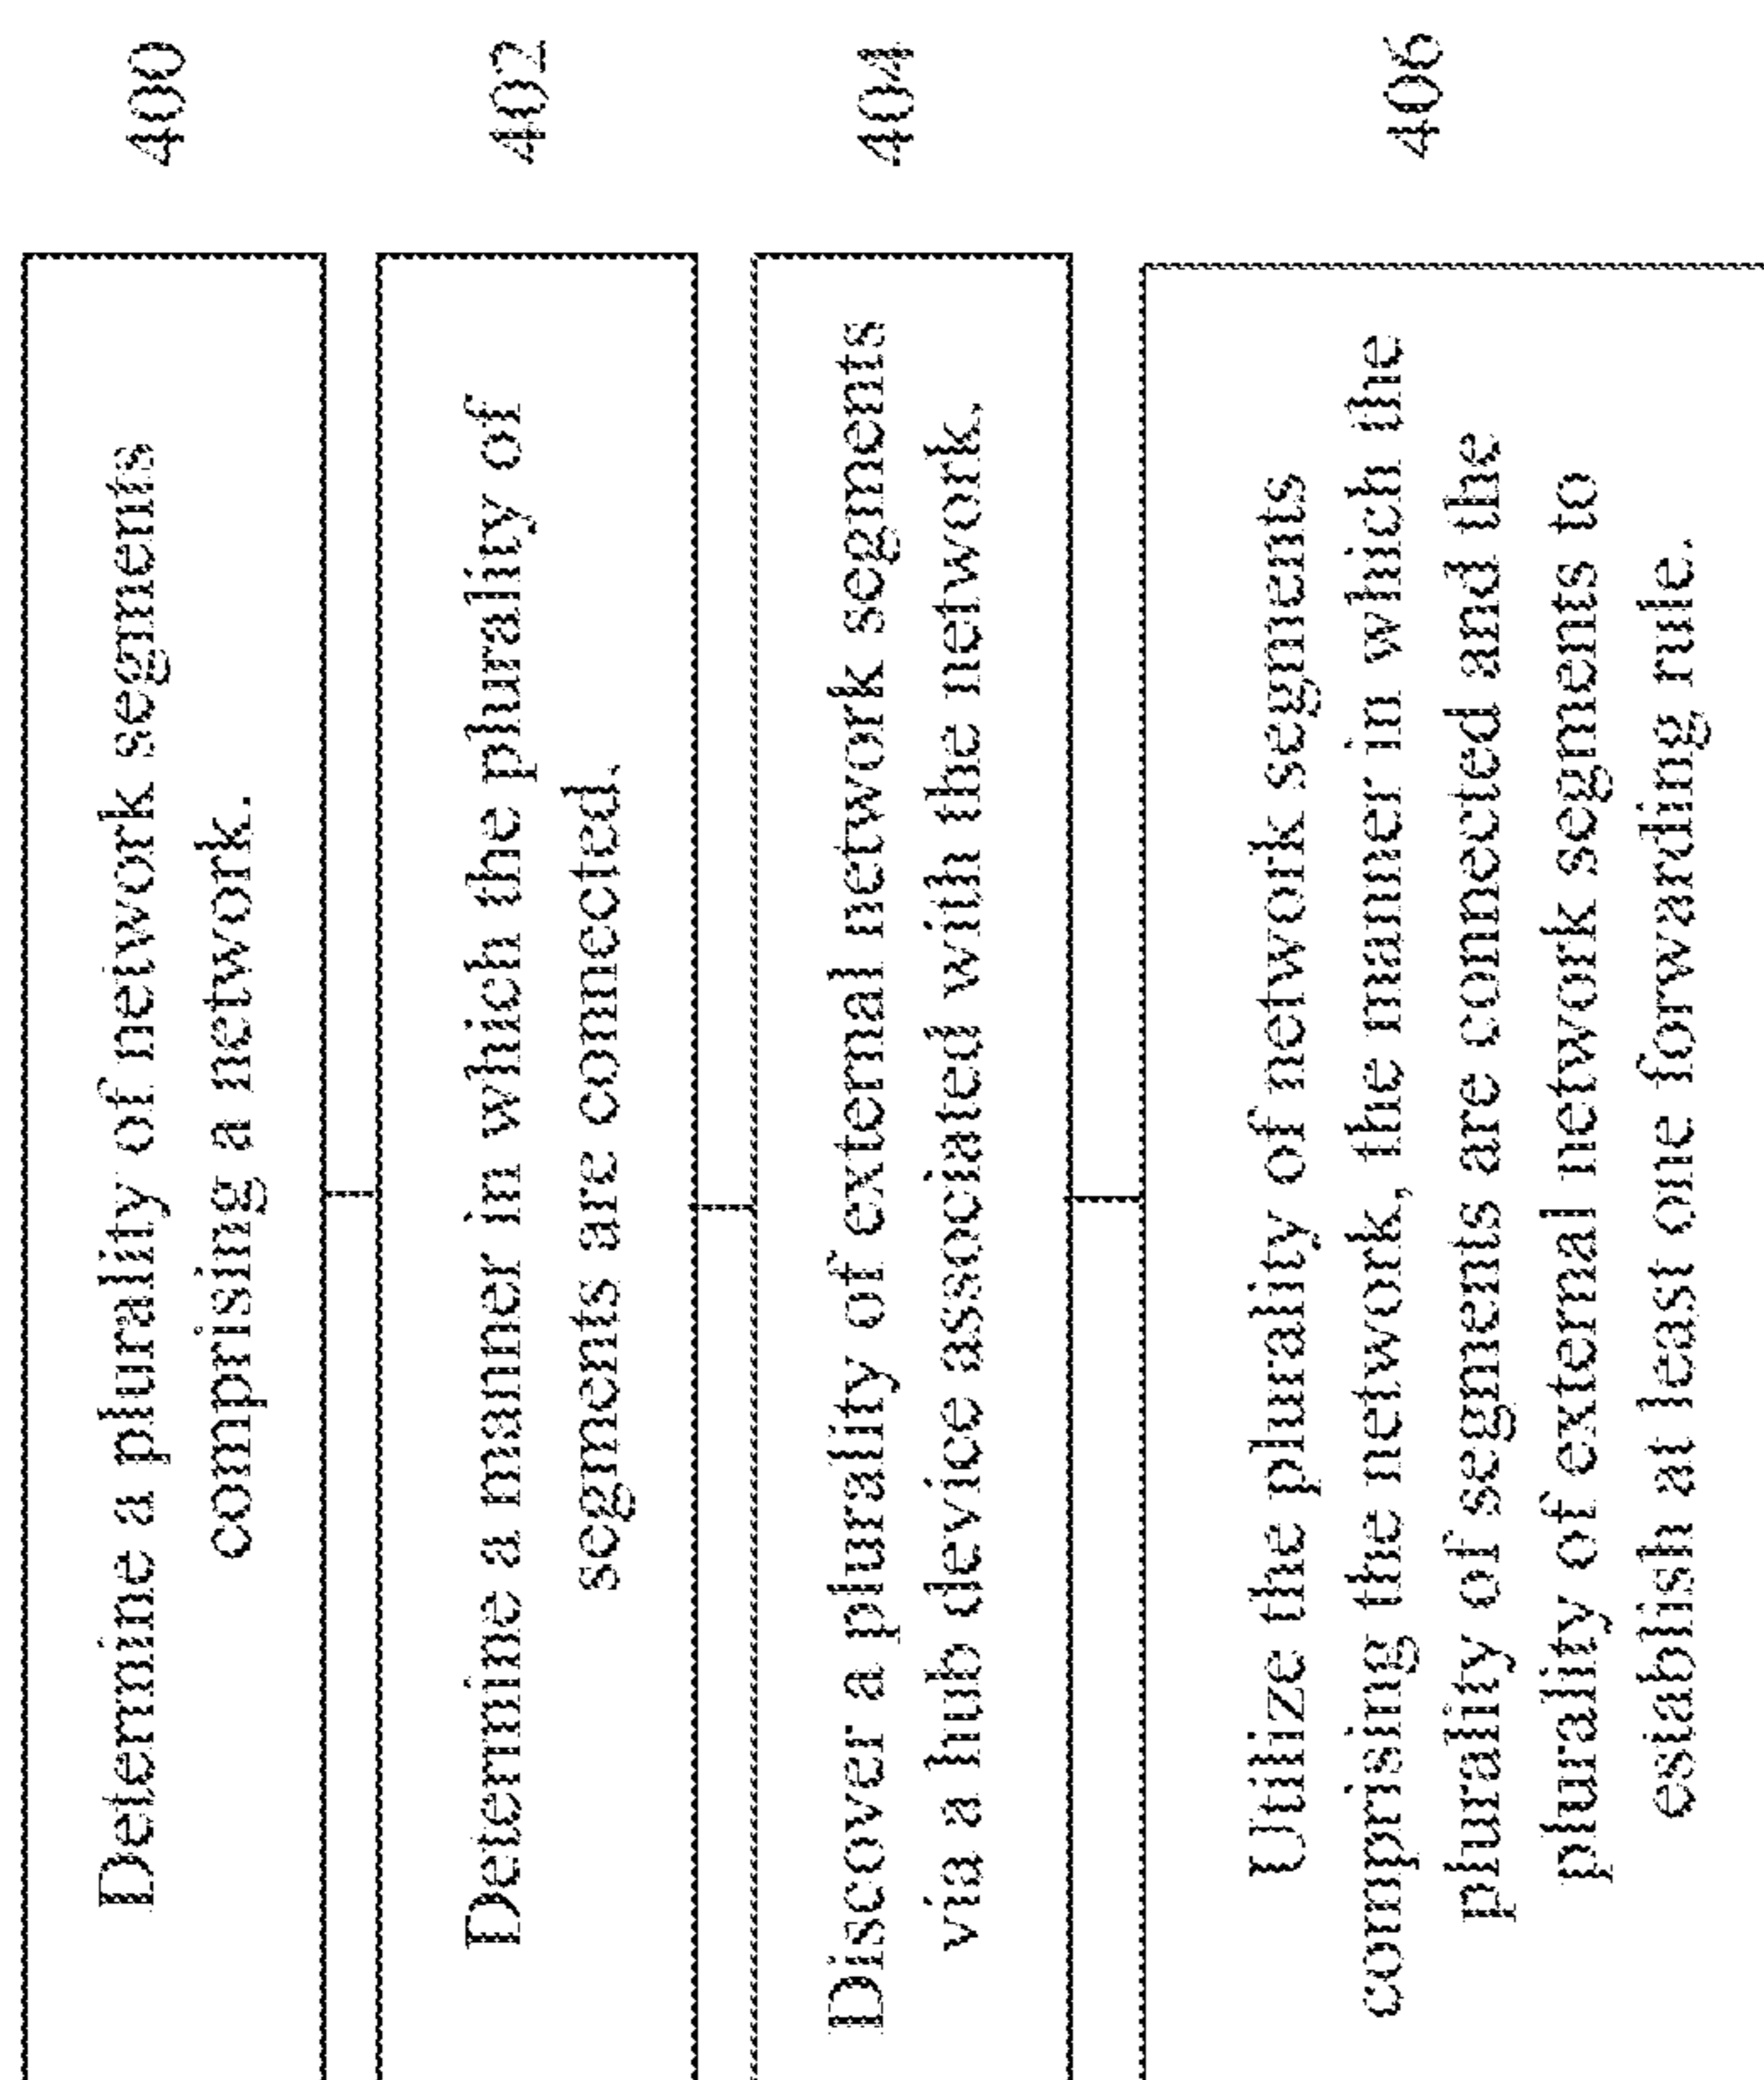 Determine a plurality of network segments
comprising a network.
400
Determine a manner in which the plurality of
segments are connected.
402
Discover a plurality of external network segments
via a hub device associated with the network.
404
Utilize the plurality of network segments
comprising the network, the manner in which the
plurality of segments are connected and the
plurality of external network segments to
establish at least one forwarding rule.
406